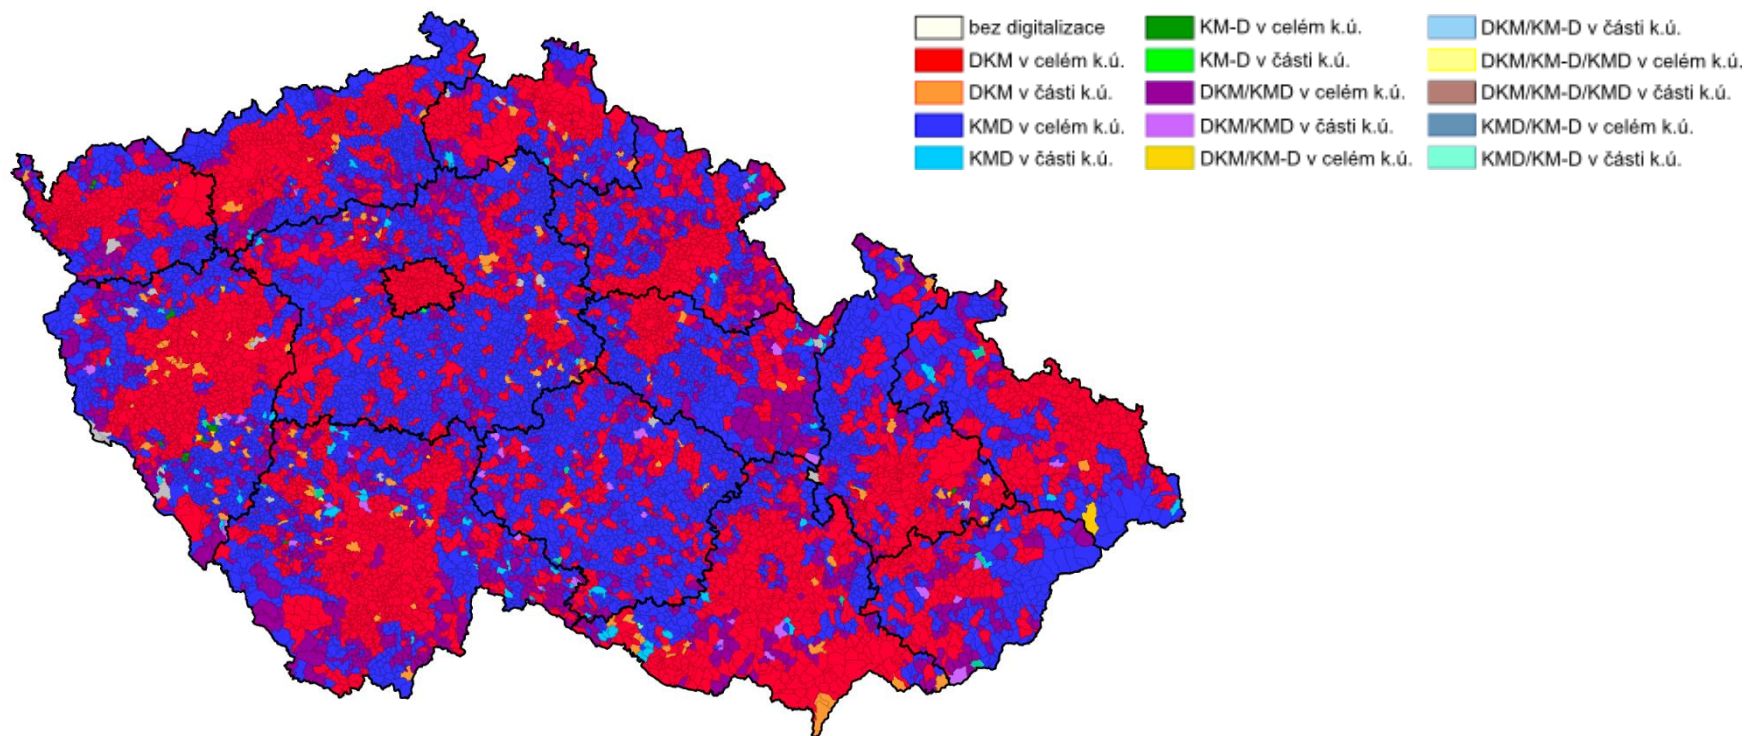 bez digitalizace
DKM v celém k.ú.
DKM v části k.ú.
KMD v celém k.ú.
KMD v části k.ú.
KM-D v celém k.ú.
KM-D v části k.ú.
DKM/KMD v celém k.ú.
DKM/KMD v části k.ú.
DKM/KM-D v celém k.ú.
DKM/KM-D v části k.ú.
DKM/KM-D/KMD v celém k.ú.
DKM/KM-D/KMD v části k.ú.
KMD/KM-D v celém k.ú.
KMD/KM-D v části k.ú.